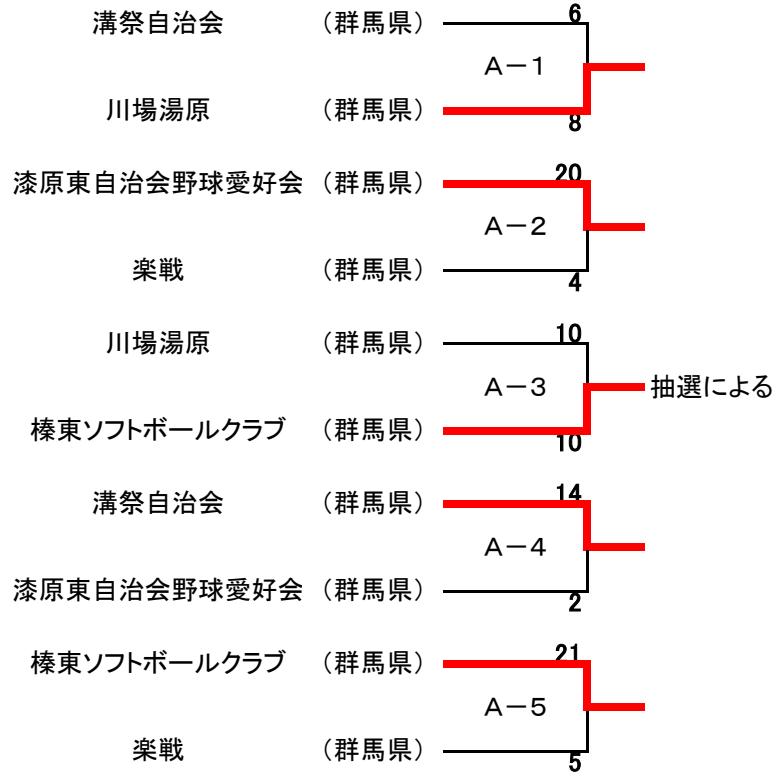 溝祭自治会 （群馬県） 6
A－1
川場湯原 （群馬県） 8
漆原東自治会野球愛好会 （群馬県） 20
A－2
楽戦 （群馬県） 4
川場湯原 （群馬県） 10
A－3 抽選による
榛東ソフトボールクラブ （群馬県） 10
溝祭自治会 （群馬県） 14
A－4
漆原東自治会野球愛好会 （群馬県） 2
榛東ソフトボールクラブ （群馬県） 21
A－5
楽戦 （群馬県） 5